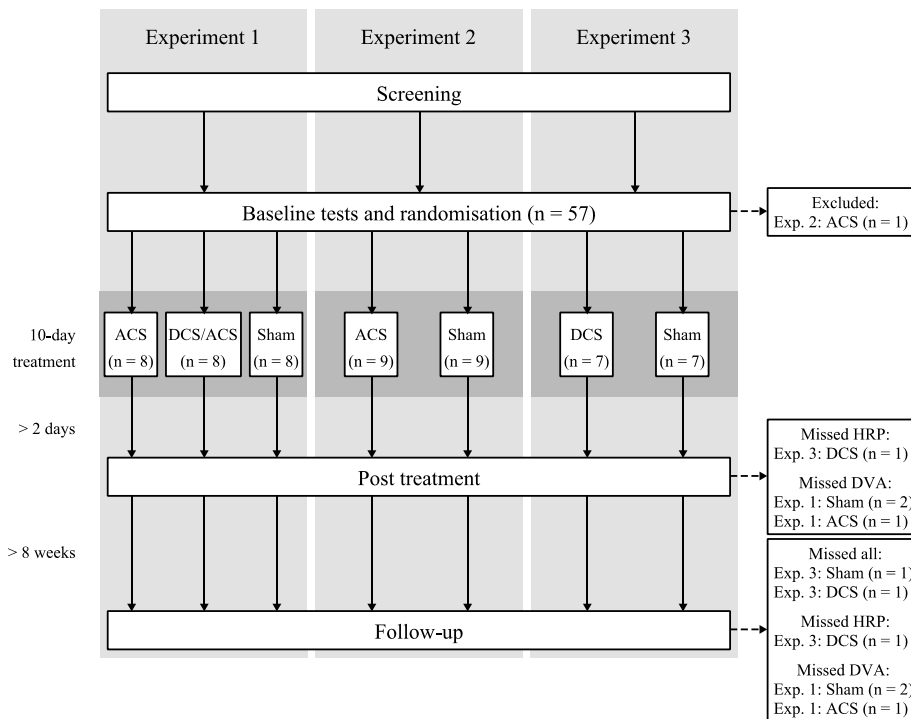 Experiment 1
Experiment 2
Experiment 3
Screening
Baseline tests and randomisation (n = 57)
Excluded:
Exp. 2: ACS (n = 1)
10-day
treatment
ACS
(n = 8)
DCS/ACS
(n = 8)
Sham
(n = 8)
ACS
(n = 9)
Sham
(n = 9)
DCS
(n = 7)
Sham
(n = 7)
> 2 days
Post treatment
Missed HRP:
Exp. 3: DCS (n = 1)
Missed DVA:
Exp. 1: Sham (n = 2)
Exp. 1: ACS (n = 1)
> 8 weeks
Follow-up
Missed all:
Exp. 3: Sham (n = 1)
Exp. 3: DCS (n = 1)
Missed HRP:
Exp. 3: DCS (n = 1)
Missed DVA:
Exp. 1: Sham (n = 2)
Exp. 1: ACS (n = 1)